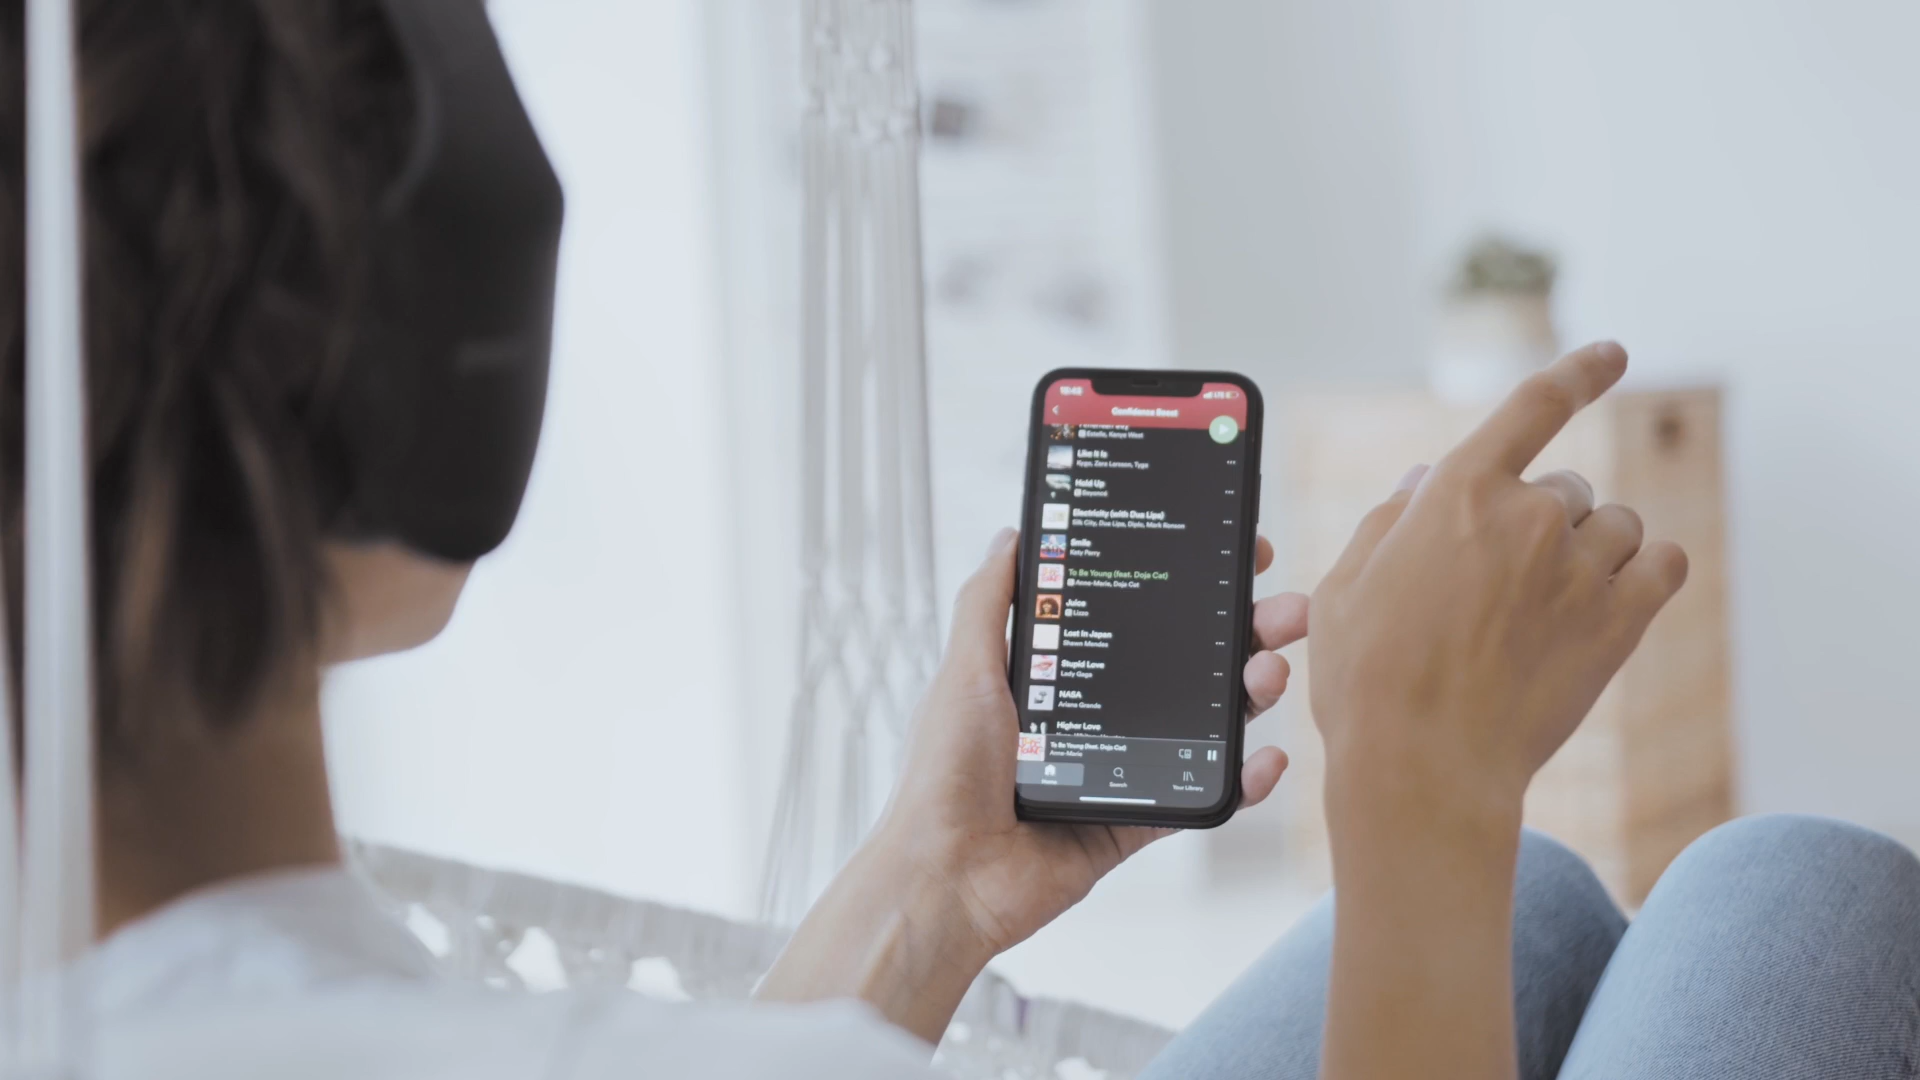 Confidence Boost
Estelle, Kanye West
Like It Is
Kygo, Zara Larsson, Tyga
Hold Up
Beyoncé
Electricity (with Dua Lipa)
Silk City, Dua Lipa, Diplo, Mark Ronson
Smile
Katy Perry
To Be Young (feat. Doja Cat)
Anne-Marie, Doja Cat
Juice
Lizzo
Lost In Japan
Shawn Mendes
Stupid Love
Lady Gaga
NASA
Ariana Grande
Higher Love
To Be Young (feat. Doja Cat)
Anne-Marie
Home
Search
Your Library